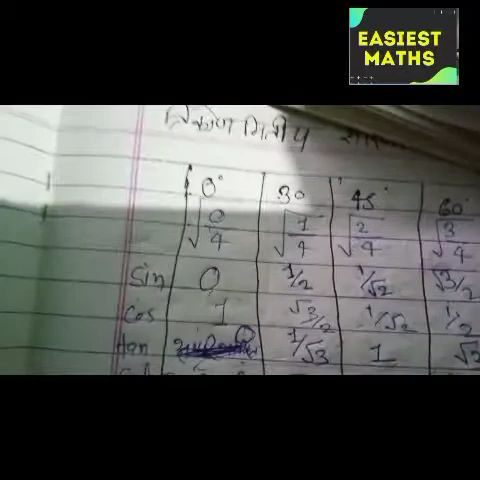 EASIEST
MATHS
त्रिकोणमितीय
0° 30 45° 60°
√0/4 √1/4 √2/4 √3/4
sin 0 1/2 1/√2 √3/2
cos 1 √3/2 1/√2 1/2
tan 1/√3 1